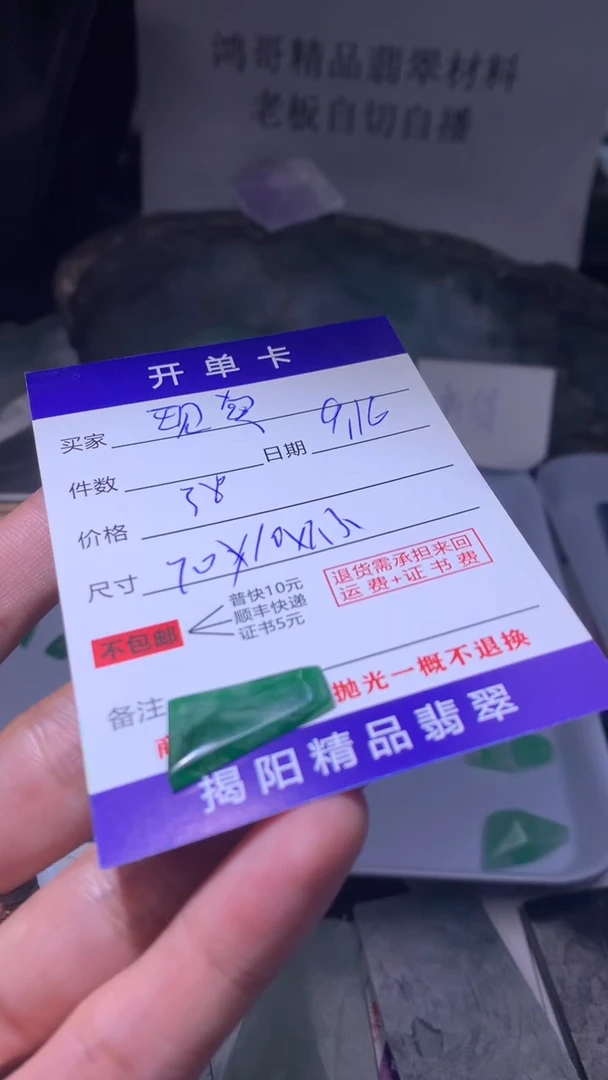 鸿哥精品翡翠材料
老板自切自播
开单卡
买家
日期 9,16
件数
价格 38
尺寸
退货需承担来回
运费+证书费
不包邮
普快10元
顺丰快递
证书5元
备注
抛光一概不退换
揭阳精品翡翠